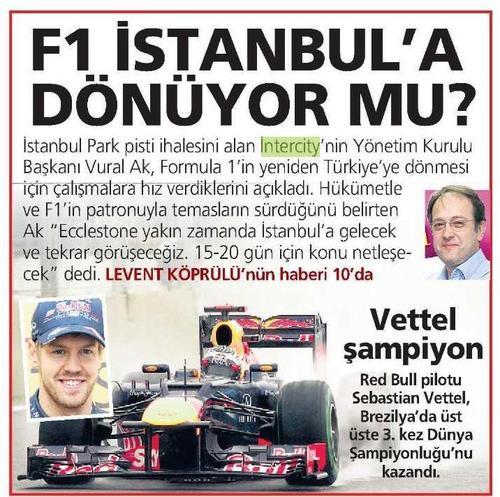 F1 İSTANBUL'A
DÖNÜYOR MU?
İstanbul Park pisti ihalesini alan İntercity'nin Yönetim Kurulu
Başkanı Vural Ak, Formula 1'in yeniden Türkiye'ye dönmesi
için çalışmalara hız verdiklerini açıkladı. Hükümetle
ve F1'in patronuyla temasların sürdüğünü belirten
Ak "Ecclestone yakın zamanda İstanbul'a gelecek
ve tekrar görüşeceğiz. 15-20 gün için konu netleşe-
cek" dedi. LEVENT KÖPRÜLÜ'nün haberi 10'da
Vettel
şampiyon
Red Bull pilotu
Sebastian Vettel,
Brezilya'da üst
üste 3. kez Dünya
Şampiyonluğu'nu
kazandı.